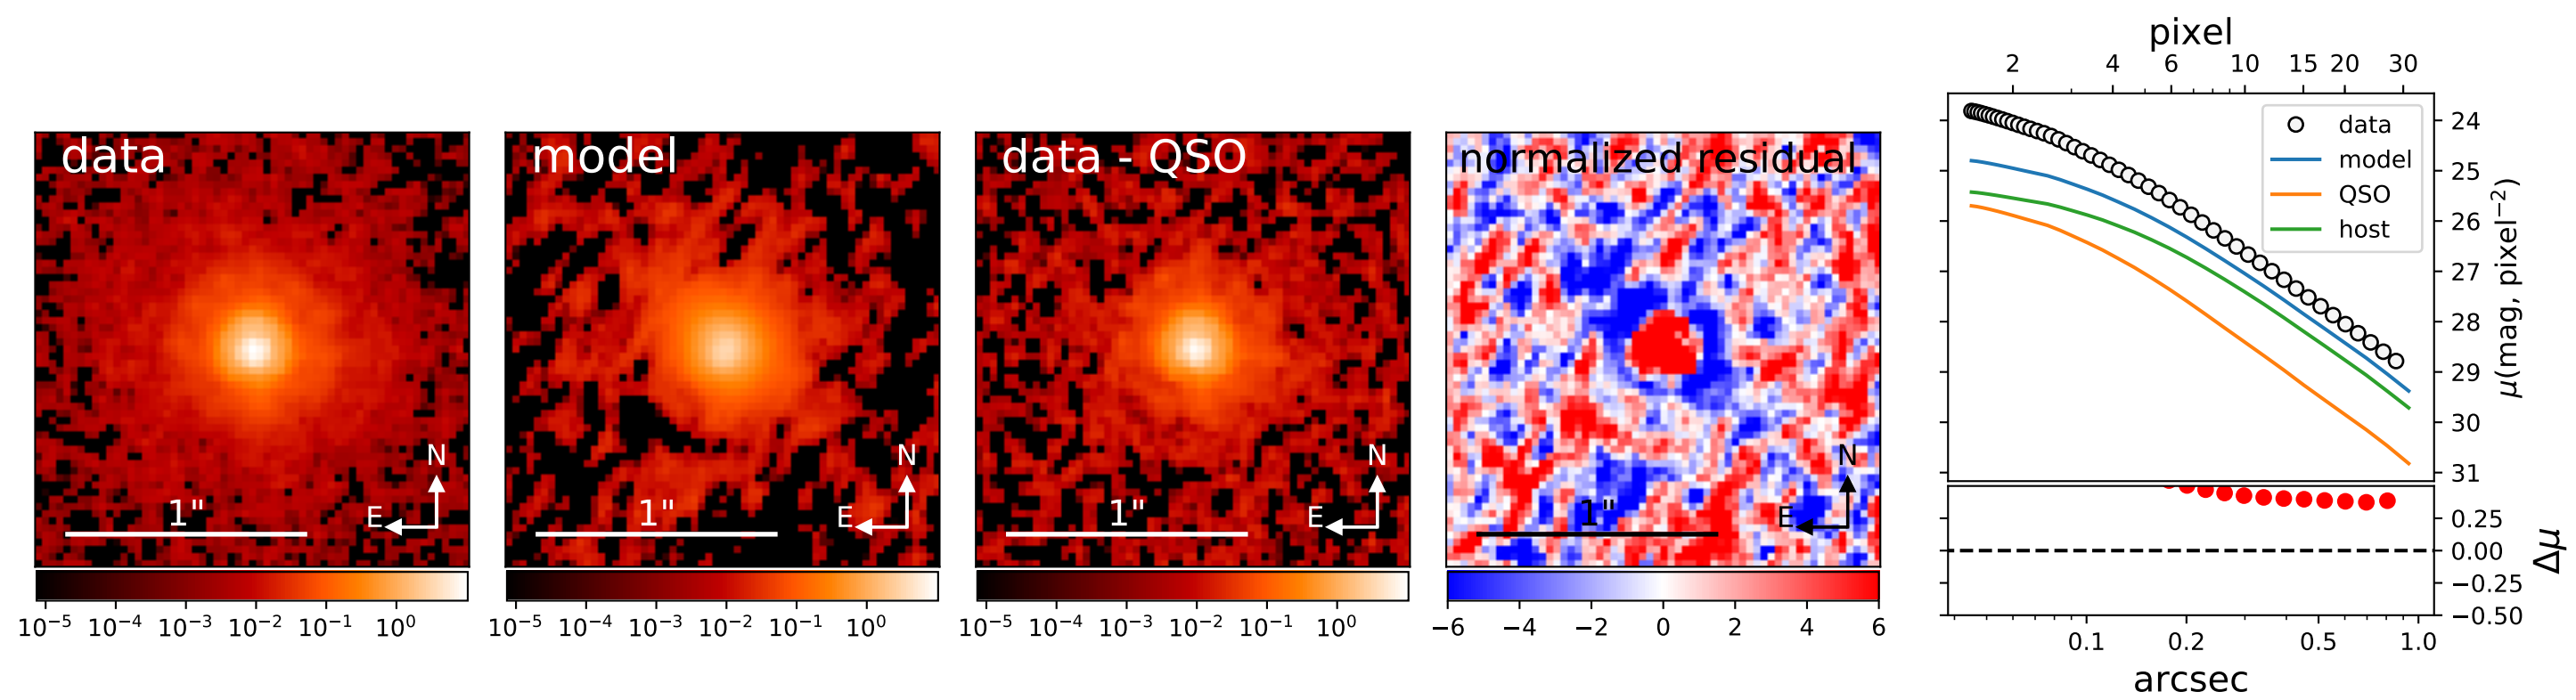 data
N
E
1"
10⁻⁵ 10⁻⁴ 10⁻³ 10⁻² 10⁻¹ 10⁰
model
N
E
1"
10⁻⁵ 10⁻⁴ 10⁻³ 10⁻² 10⁻¹ 10⁰
data - QSO
N
E
1"
10⁻⁵ 10⁻⁴ 10⁻³ 10⁻² 10⁻¹ 10⁰
normalized residual
N
E
1"
−6 −4 −2 0 2 4 6
pixel
2 4 6 10 15 20 30
data
model
QSO
host
24
25
26
27
28
29
30
31
μ(mag, pixel⁻²)
0.25
0.00
−0.25
−0.50
Δμ
0.1 0.2 0.5 1.0
arcsec